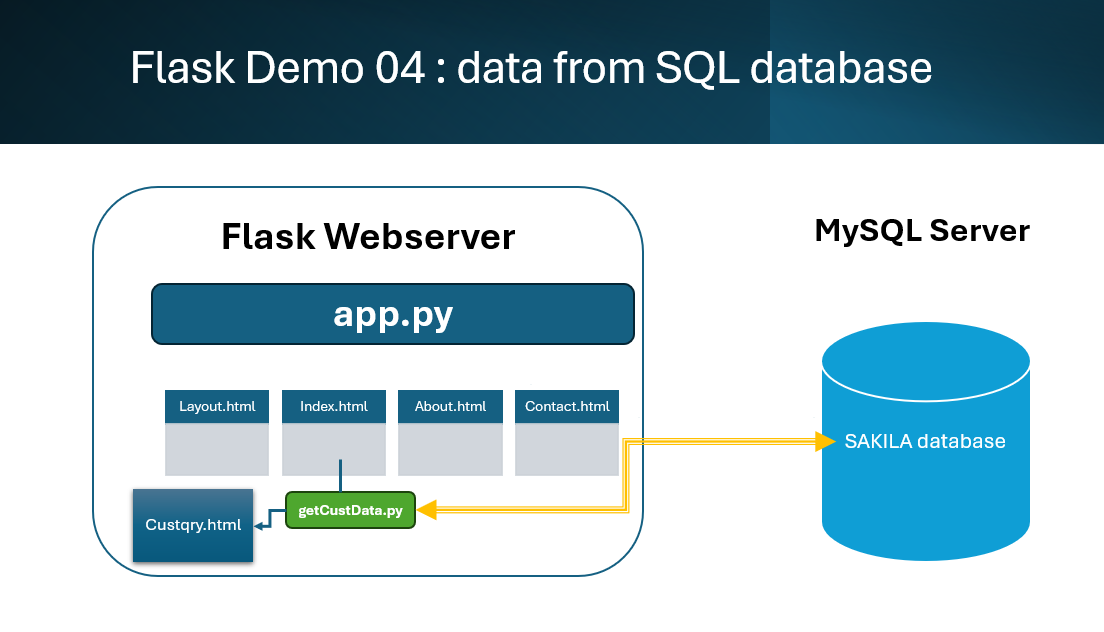 Flask Demo 04 : data from SQL database
Flask Webserver
MySQL Server
app.py
Layout.html
Index.html
About.html
Contact.html
SAKILA database
getCustData.py
Custqry.html